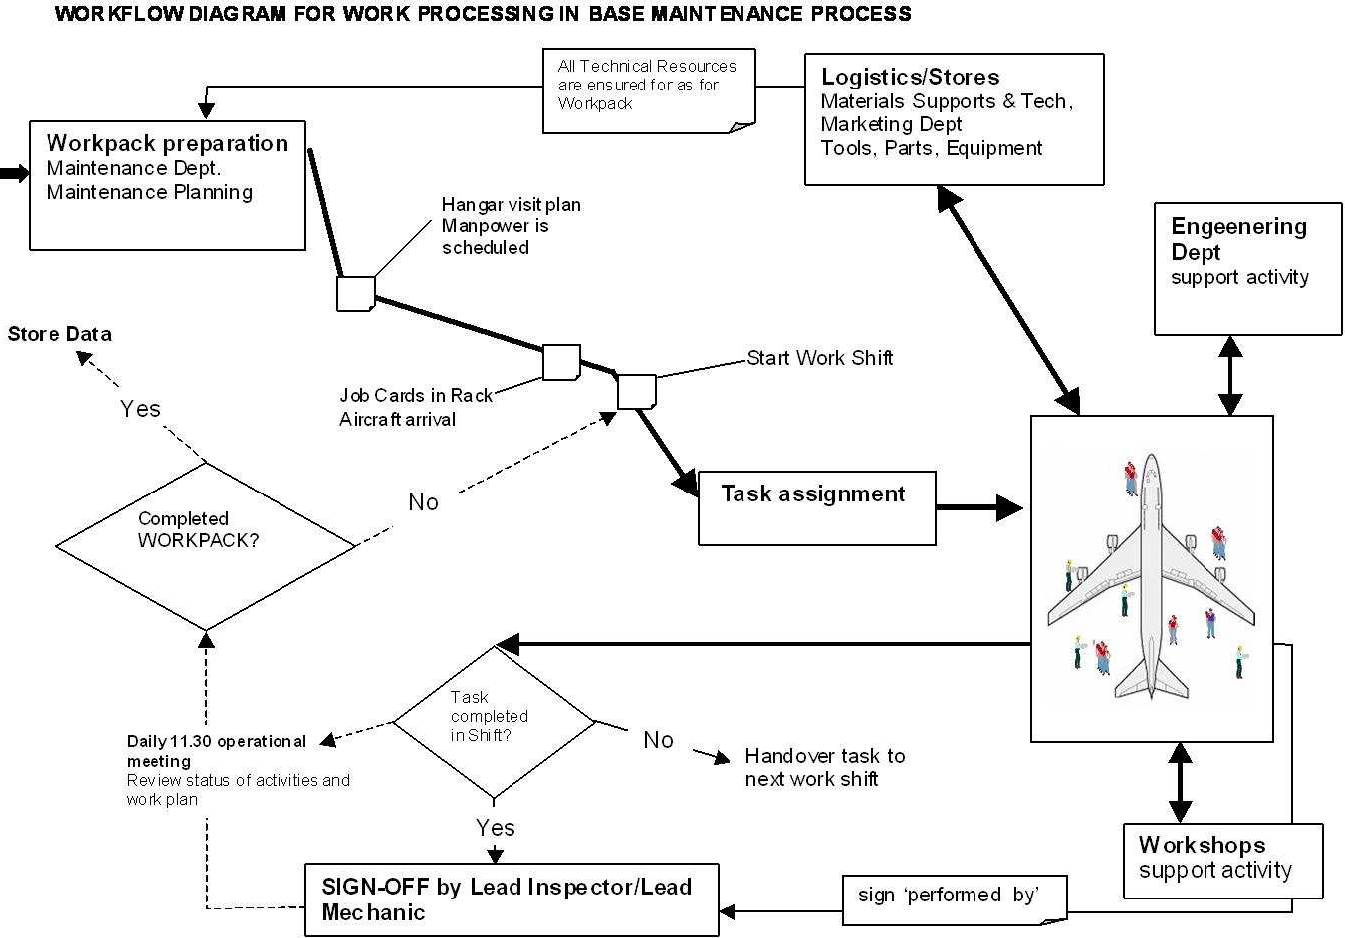 WORKFLOW DIAGRAM FOR WORK PROCESSING IN BASE MAINTENANCE PROCESS
All Technical Resources
are ensured for as for
Workpack
Logistics/Stores
Materials Supports & Tech,
Marketing Dept
Tools, Parts, Equipment
Workpack preparation
Maintenance Dept.
Maintenance Planning
Hangar visit plan
Manpower is
scheduled
Engeenering
Dept
support activity
Store Data
Yes
Start Work Shift
Job Cards in Rack
Aircraft arrival
No
Task assignment
Completed
WORKPACK?
Task
completed
in Shift?
No
Handover task to
next work shift
Daily 11.30 operational
meeting
Review status of activities and
work plan
Yes
Workshops
support activity
SIGN-OFF by Lead Inspector/Lead
Mechanic
sign ‘performed by’